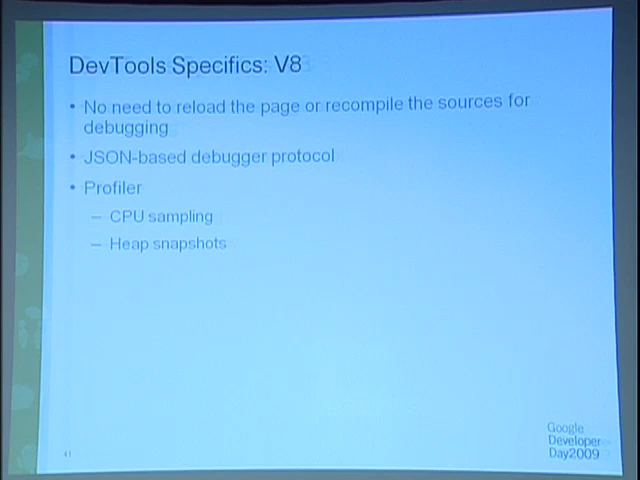 DevTools Specifics: V8
• No need to reload the page or recompile the sources for
debugging
• JSON-based debugger protocol
• Profiler
– CPU sampling
– Heap snapshots
Google
Developer
Day2009